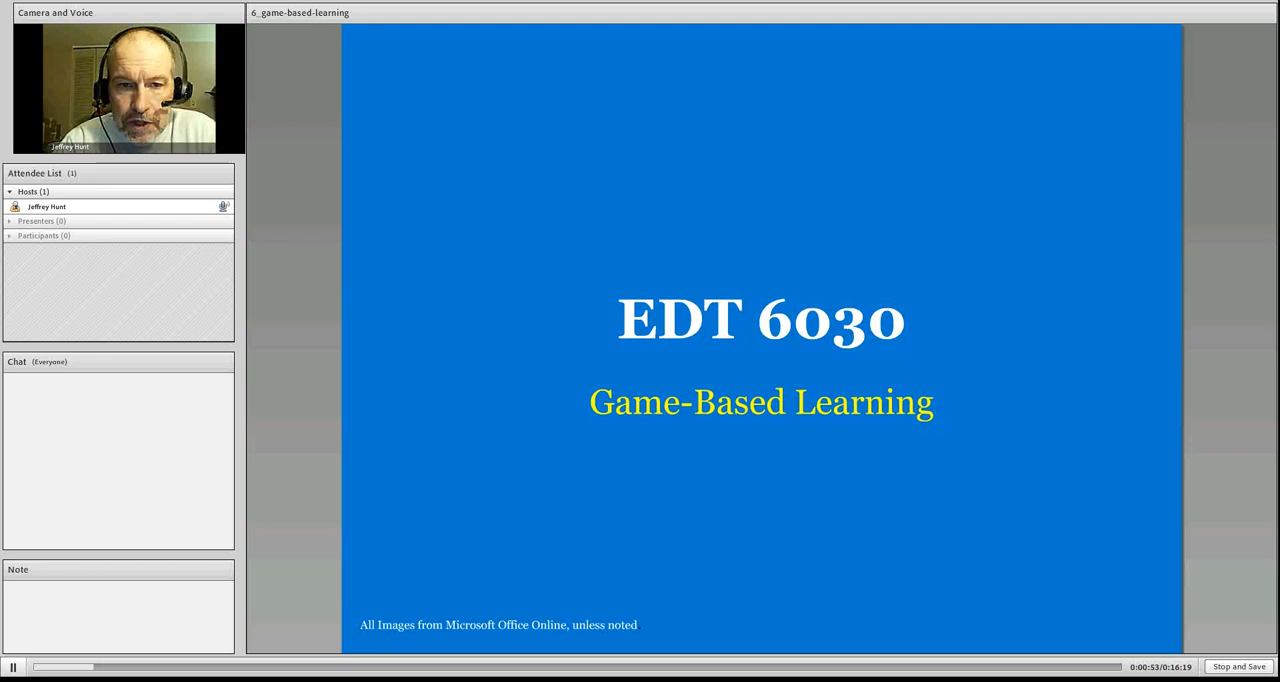 Camera and Voice
Jeffrey Hunt
Attendee List (1)
Hosts (1)
Jeffrey Hunt
Presenters (0)
Participants (0)
Chat (Everyone)
Note
6_game-based-learning
EDT 6030
Game-Based Learning
All Images from Microsoft Office Online, unless noted.
0:00:53/0:16:19
Stop and Save